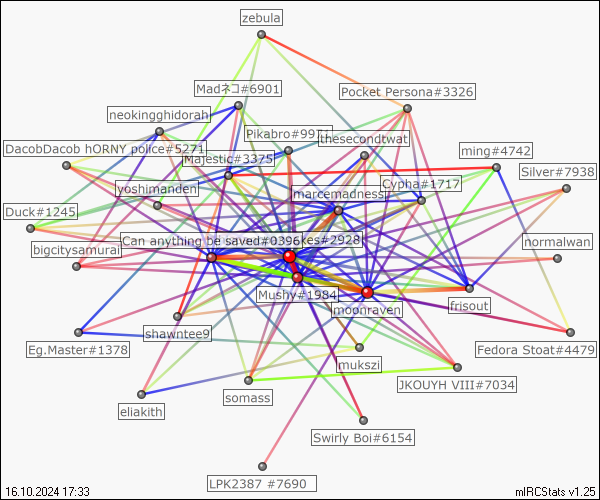 zebula
Madネコ#6901
Pocket Persona#3326
neokingghidorah
Pikabro#9971
thesecondtwat
DacobDacob hORNY police#5271
Majestic#3375
ming#4742
Silver#7938
yoshimanden
marcemadness
Cypha#1717
Duck#1245
Can anything be saved#0396
kes#2928
bigcitysamurai
normalwan
Mushy#1984
moonraven
frisout
shawntee9
Eg.Master#1378
mukszi
Fedora Stoat#4479
JKOUYH VIII#7034
eliakith
somass
Swirly Boi#6154
LPK2387 #7690
16.10.2024 17:33
mIRCStats v1.25